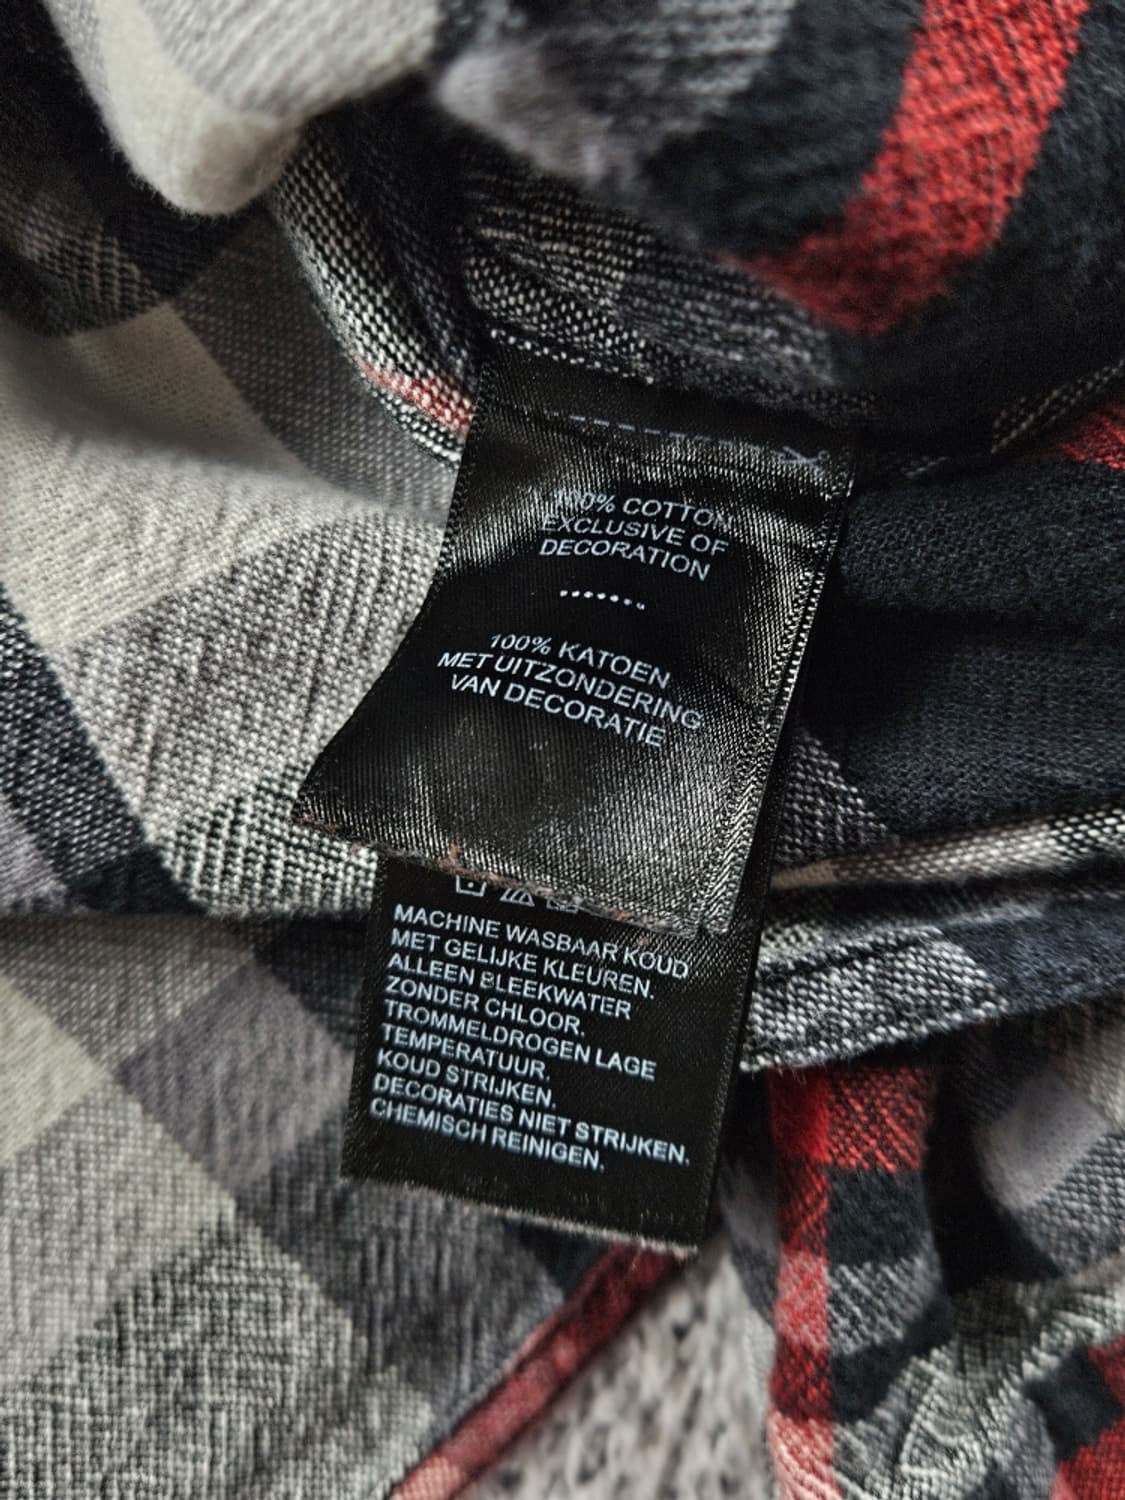 100% COTTON
EXCLUSIVE OF
DECORATION
100% KATOEN
MET UITZONDERING
VAN DECORATIE
MACHINE WASBAAR KOUD
MET GELIJKE KLEUREN.
ALLEEN BLEEKWATER
ZONDER CHLOOR.
TROMMELDROGEN LAGE
TEMPERATUUR.
KOUD STRIJKEN.
DECORATIES NIET STRIJKEN.
CHEMISCH REINIGEN.